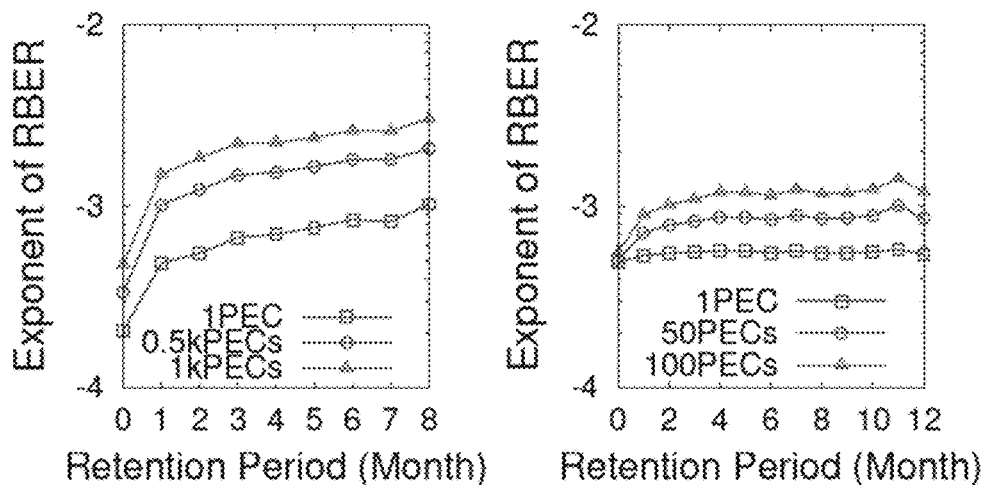 Exponent of RBER
-2
-3
-4
1PEC
0.5kPECs
1kPECs
0 1 2 3 4 5 6 7 8
Retention Period (Month)
Exponent of RBER
-2
-3
-4
1PEC
50PECs
100PECs
0 2 4 6 8 10 12
Retention Period (Month)